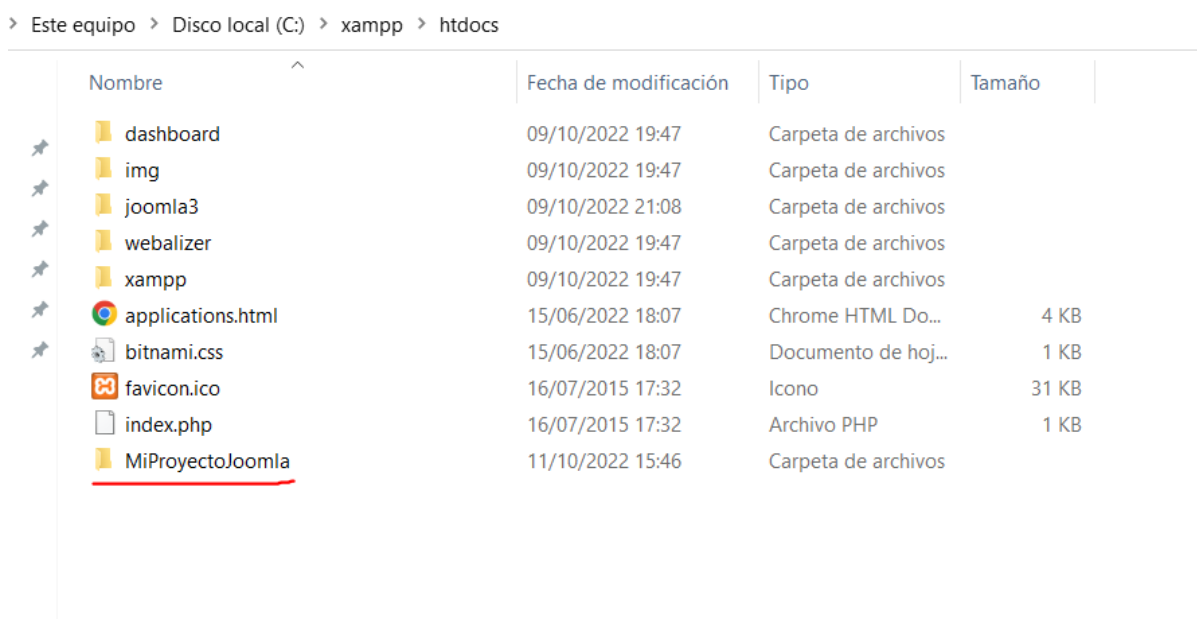 > Este equipo > Disco local (C:) > xampp > htdocs
Nombre Fecha de modificación Tipo Tamaño
dashboard 09/10/2022 19:47 Carpeta de archivos
img 09/10/2022 19:47 Carpeta de archivos
joomla3 09/10/2022 21:08 Carpeta de archivos
webalizer 09/10/2022 19:47 Carpeta de archivos
xampp 09/10/2022 19:47 Carpeta de archivos
applications.html 15/06/2022 18:07 Chrome HTML Do... 4 KB
bitnami.css 15/06/2022 18:07 Documento de hoj... 1 KB
favicon.ico 16/07/2015 17:32 Icono 31 KB
index.php 16/07/2015 17:32 Archivo PHP 1 KB
MiProyectoJoomla 11/10/2022 15:46 Carpeta de archivos